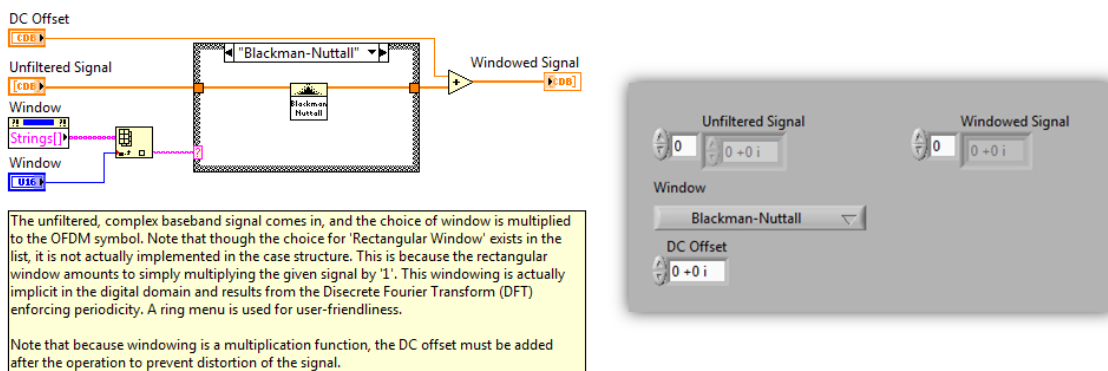 DC Offset
CDB
Unfiltered Signal
[CDB]
Window
Strings[]
Window
U16
"Blackman-Nuttall"
Blackman
Nuttall
?
+
Windowed Signal
[CDB]
The unfiltered, complex baseband signal comes in, and the choice of window is multiplied
to the OFDM symbol. Note that though the choice for 'Rectangular Window' exists in the
list, it is not actually implemented in the case structure. This is because the rectangular
window amounts to simply multiplying the given signal by '1'. This windowing is actually
implicit in the digital domain and results from the Disecrete Fourier Transform (DFT)
enforcing periodicity. A ring menu is used for user-friendliness.
Note that because windowing is a multiplication function, the DC offset must be added
after the operation to prevent distortion of the signal.
Unfiltered Signal
0
0 +0 i
Windowed Signal
0
0 +0 i
Window
Blackman-Nuttall
DC Offset
0 +0 i